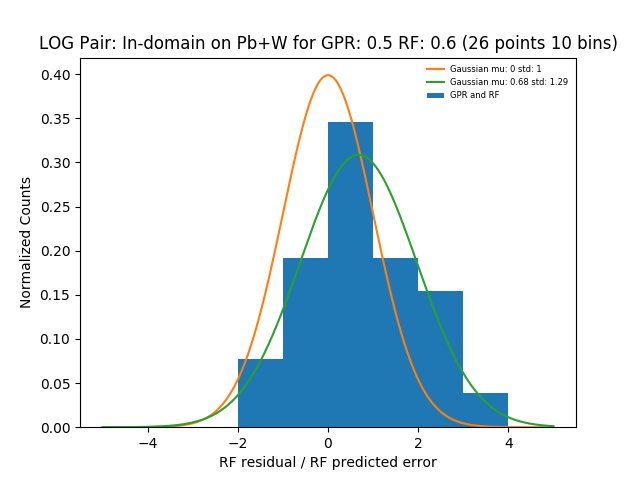 LOG Pair: In-domain on Pb+W for GPR: 0.5 RF: 0.6 (26 points 10 bins)
Gaussian mu: 0 std: 1
Gaussian mu: 0.68 std: 1.29
GPR and RF
0.40
0.35
0.30
0.25
0.20
0.15
0.10
0.05
0.00
Normalized Counts
−4
−2
0
2
4
RF residual / RF predicted error